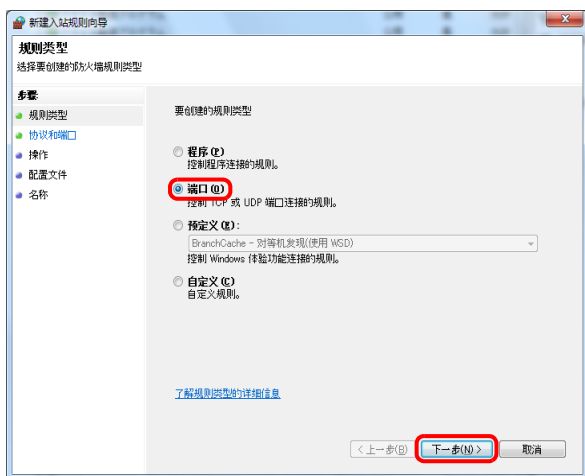 新建入站规则向导
规则类型
选择要创建的防火墙规则类型
步骤:
规则类型
协议和端口
操作
配置文件
名称
要创建的规则类型
程序(P)
控制程序连接的规则。
端口(O)
控制 TCP 或 UDP 端口连接的规则。
预定义(E):
BranchCache - 对等机发现(使用 WSD)
控制 Windows 体验功能连接的规则。
自定义(C)
自定义规则。
了解规则类型的详细信息
< 上一步(B)
下一步(N) >
取消